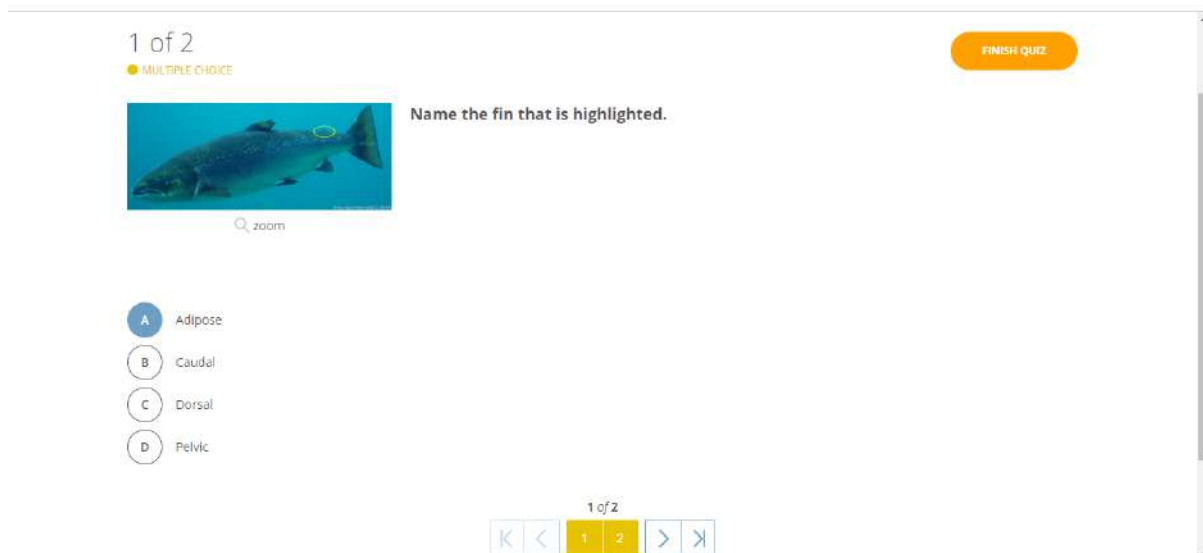 1 of 2
FINISH QUIZ
MULTIPLE CHOICE
Name the fin that is highlighted.
zoom
A Adipose
B Caudal
C Dorsal
D Pelvic
1 of 2
1 2